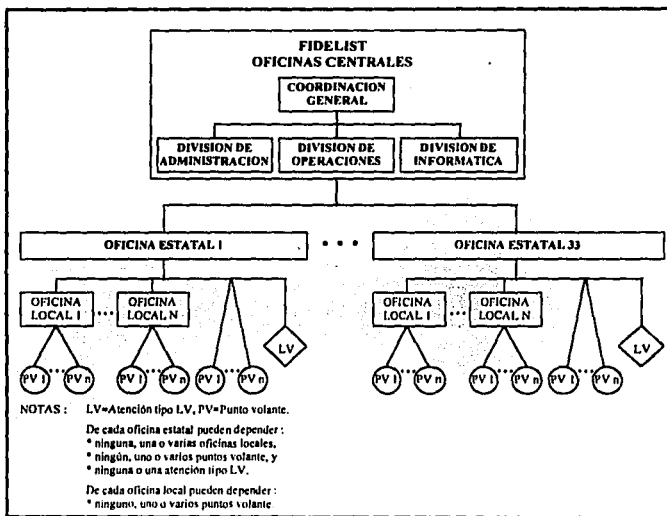 FIDELIST
OFICINAS CENTRALES
COORDINACION
GENERAL
DIVISION DE
ADMINISTRACION
DIVISION DE
OPERACIONES
DIVISION DE
INFORMATICA
OFICINA ESTATAL 1
OFICINA ESTATAL 33
OFICINA
LOCAL 1
OFICINA
LOCAL N
LV
OFICINA
LOCAL 1
OFICINA
LOCAL N
LV
PV 1
PV n
PV 1
PV n
PV 1
PV n
PV 1
PV n
PV 1
PV n
PV 1
PV n
NOTAS : LV=Atención tipo LV, PV=Punto volante.
De cada oficina estatal pueden depender :
* ninguna, una o varias oficinas locales,
* ningún, uno o varios puntos volante, y
* ninguna o una atención tipo LV.
De cada oficina local pueden depender :
* ninguno, uno o varios puntos volante